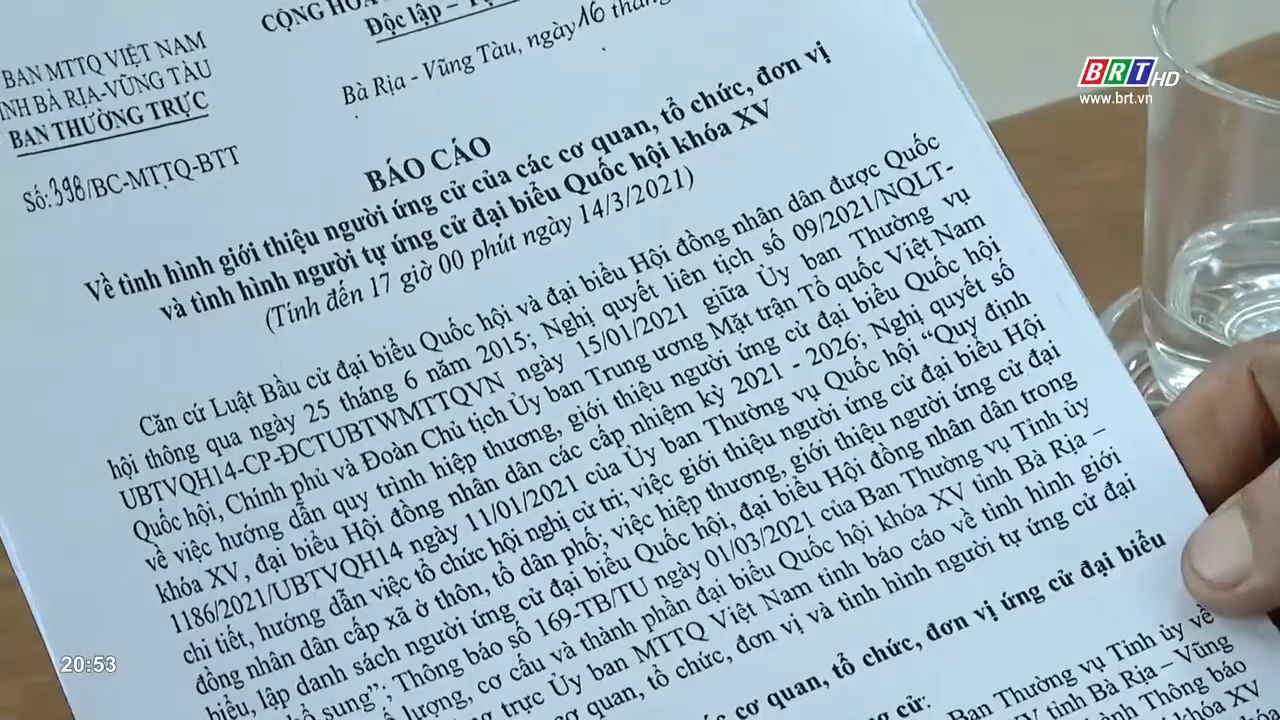 BAN MTTQ VIỆT NAM
BÀ RỊA-VŨNG TÀU
BAN THƯỜNG TRỰC
Số:398/BC-MTTQ-BTT
CỘNG HÒA
Độc lập –
Bà Rịa - Vũng Tàu, ngày 16
BÁO CÁO
Về tình hình giới thiệu người ứng cử của các cơ quan, tổ chức, đơn vị
và tình hình người tự ứng cử đại biểu Quốc hội khóa XV
(Tính đến 17 giờ 00 phút ngày 14/3/2021)
Căn cứ Luật Bầu cử đại biểu Quốc hội và đại biểu Hội đồng nhân dân được Quốc
hội thông qua ngày 25 tháng 6 năm 2015; Nghị quyết liên tịch số 09/2021/NQLT-
UBTVQH14-CP-ĐCTUBTWMTTQVN ngày 15/01/2021 giữa Ủy ban Thường vụ
Quốc hội, Chính phủ và Đoàn Chủ tịch Ủy ban Trung ương Mặt trận Tổ quốc Việt Nam
về việc hướng dẫn quy trình hiệp thương, giới thiệu người ứng cử đại biểu Quốc hội
khóa XV, đại biểu Hội đồng nhân dân các cấp nhiệm kỳ 2021 - 2026; Nghị quyết số
1186/2021/UBTVQH14 ngày 11/01/2021 của Ủy ban Thường vụ Quốc hội “Quy định
chi tiết, hướng dẫn việc tổ chức hội nghị cử tri; việc giới thiệu người ứng cử đại biểu Hội
đồng nhân dân cấp xã ở thôn, tổ dân phố; việc hiệp thương, giới thiệu người ứng cử đại
biểu, lập danh sách người ứng cử đại biểu Quốc hội, đại biểu Hội đồng nhân dân trong
sung”; Thông báo số 169-TB/TU ngày 01/03/2021 của Ban Thường vụ Tỉnh ủy
lượng, cơ cấu và thành phần đại biểu Quốc hội khóa XV tỉnh Bà Rịa –
trực Ủy ban MTTQ Việt Nam tỉnh báo cáo về tình hình giới
cơ quan, tổ chức, đơn vị và tình hình người tự ứng cử đại
cơ quan, tổ chức, đơn vị ứng cử đại biểu
cử:
Ban Thường vụ Tỉnh ủy về
XV tỉnh Bà Rịa – Vũng
Thông báo
XV
BRT HD
www.brt.vn
20:53